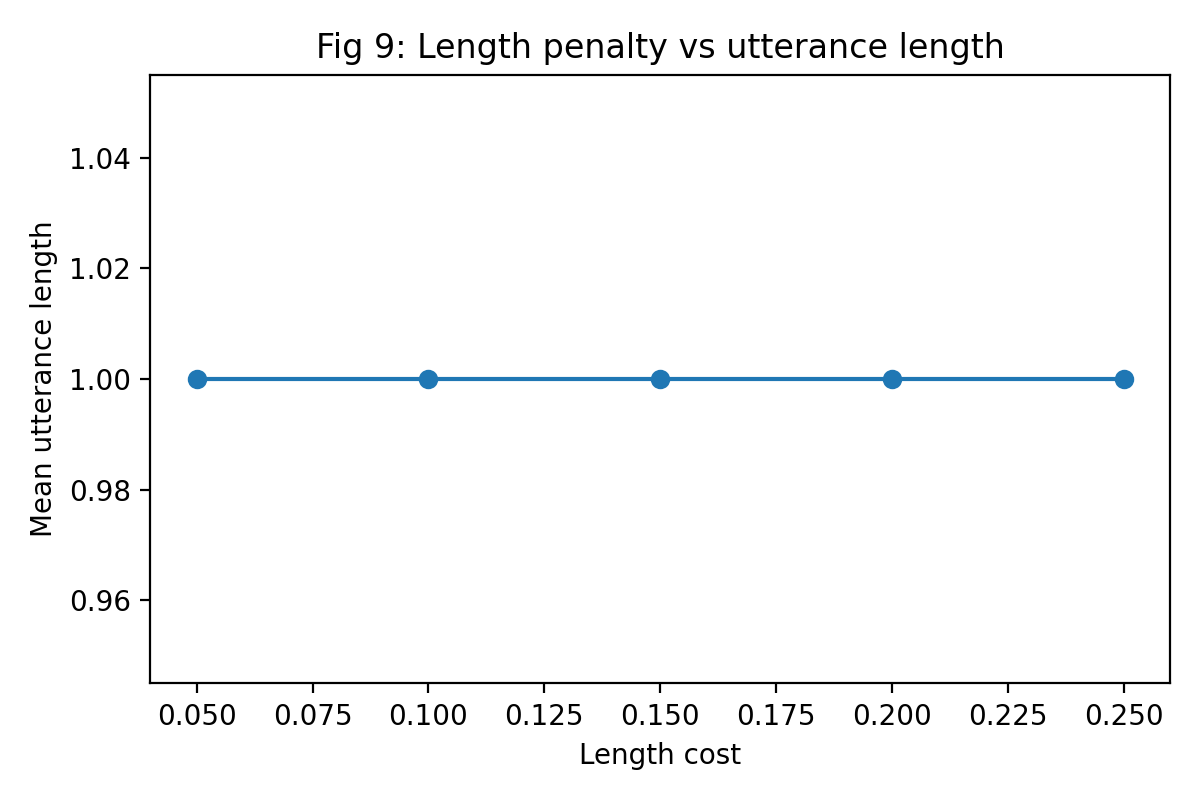 Fig 9: Length penalty vs utterance length
1.04
1.02
1.00
0.98
0.96
Mean utterance length
0.050 0.075 0.100 0.125 0.150 0.175 0.200 0.225 0.250
Length cost